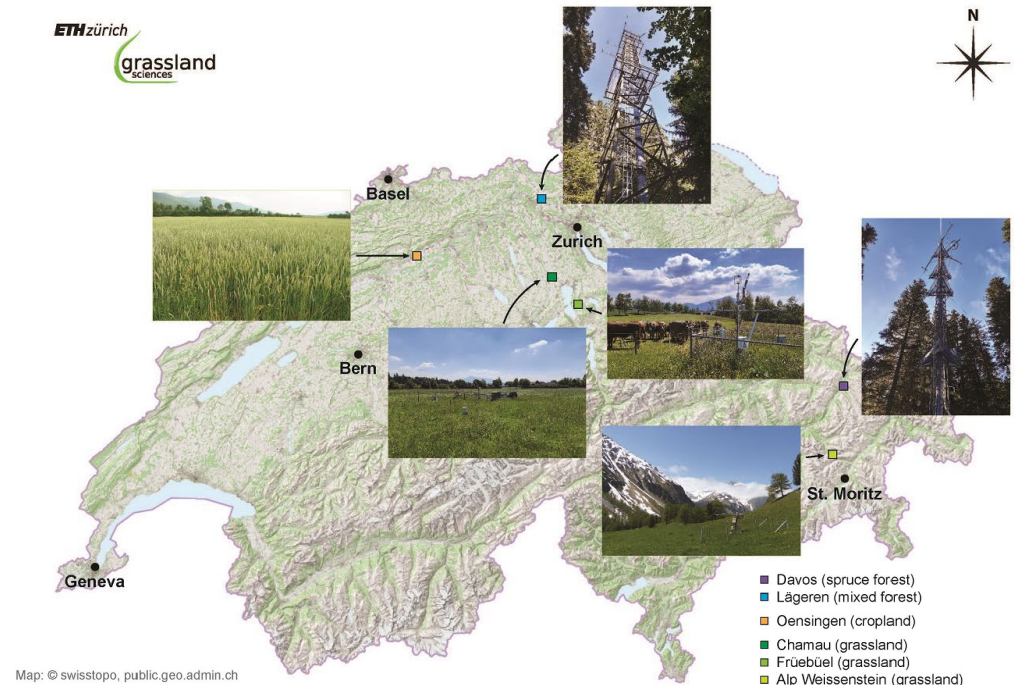 ETHzürich
grassland
sciences
N
Basel
Zurich
Bern
St. Moritz
Geneva
Davos (spruce forest)
Lägeren (mixed forest)
Oensingen (cropland)
Chamau (grassland)
Früebüel (grassland)
Alp Weissenstein (grassland)
Map: © swisstopo, public.geo.admin.ch